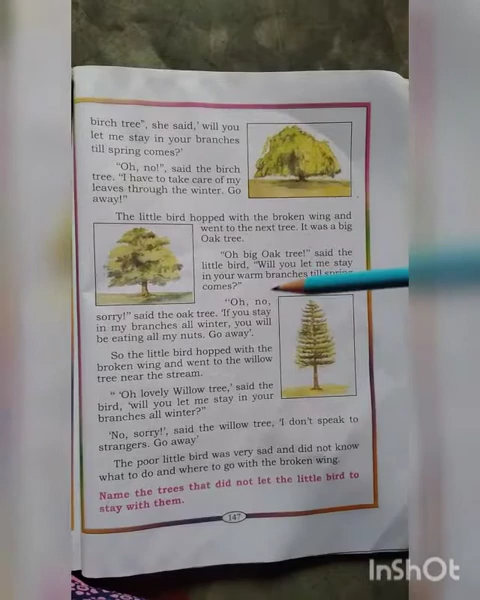 birch tree", she said,' will you
let me stay in your branches
till spring comes?'
"Oh, no!", said the birch
tree. "I have to take care of my
leaves through the winter. Go
away!"
The little bird hopped with the broken wing and
went to the next tree. It was a big
Oak tree.
"Oh big Oak tree!" said the
little bird, "Will you let me stay
in your warm branches till spring
comes?"
"Oh, no,
sorry!" said the oak tree. 'If you stay
in my branches all winter, you will
be eating all my nuts. Go away'.
So the little bird hopped with the
broken wing and went to the willow
tree near the stream.
" 'Oh lovely Willow tree,' said the
bird, 'will you let me stay in your
branches all winter?"
'No, sorry!', said the willow tree, 'I don't speak to
strangers. Go away'
The poor little bird was very sad and did not know
what to do and where to go with the broken wing.
Name the trees that did not let the little bird to
stay with them.
147
InShOt